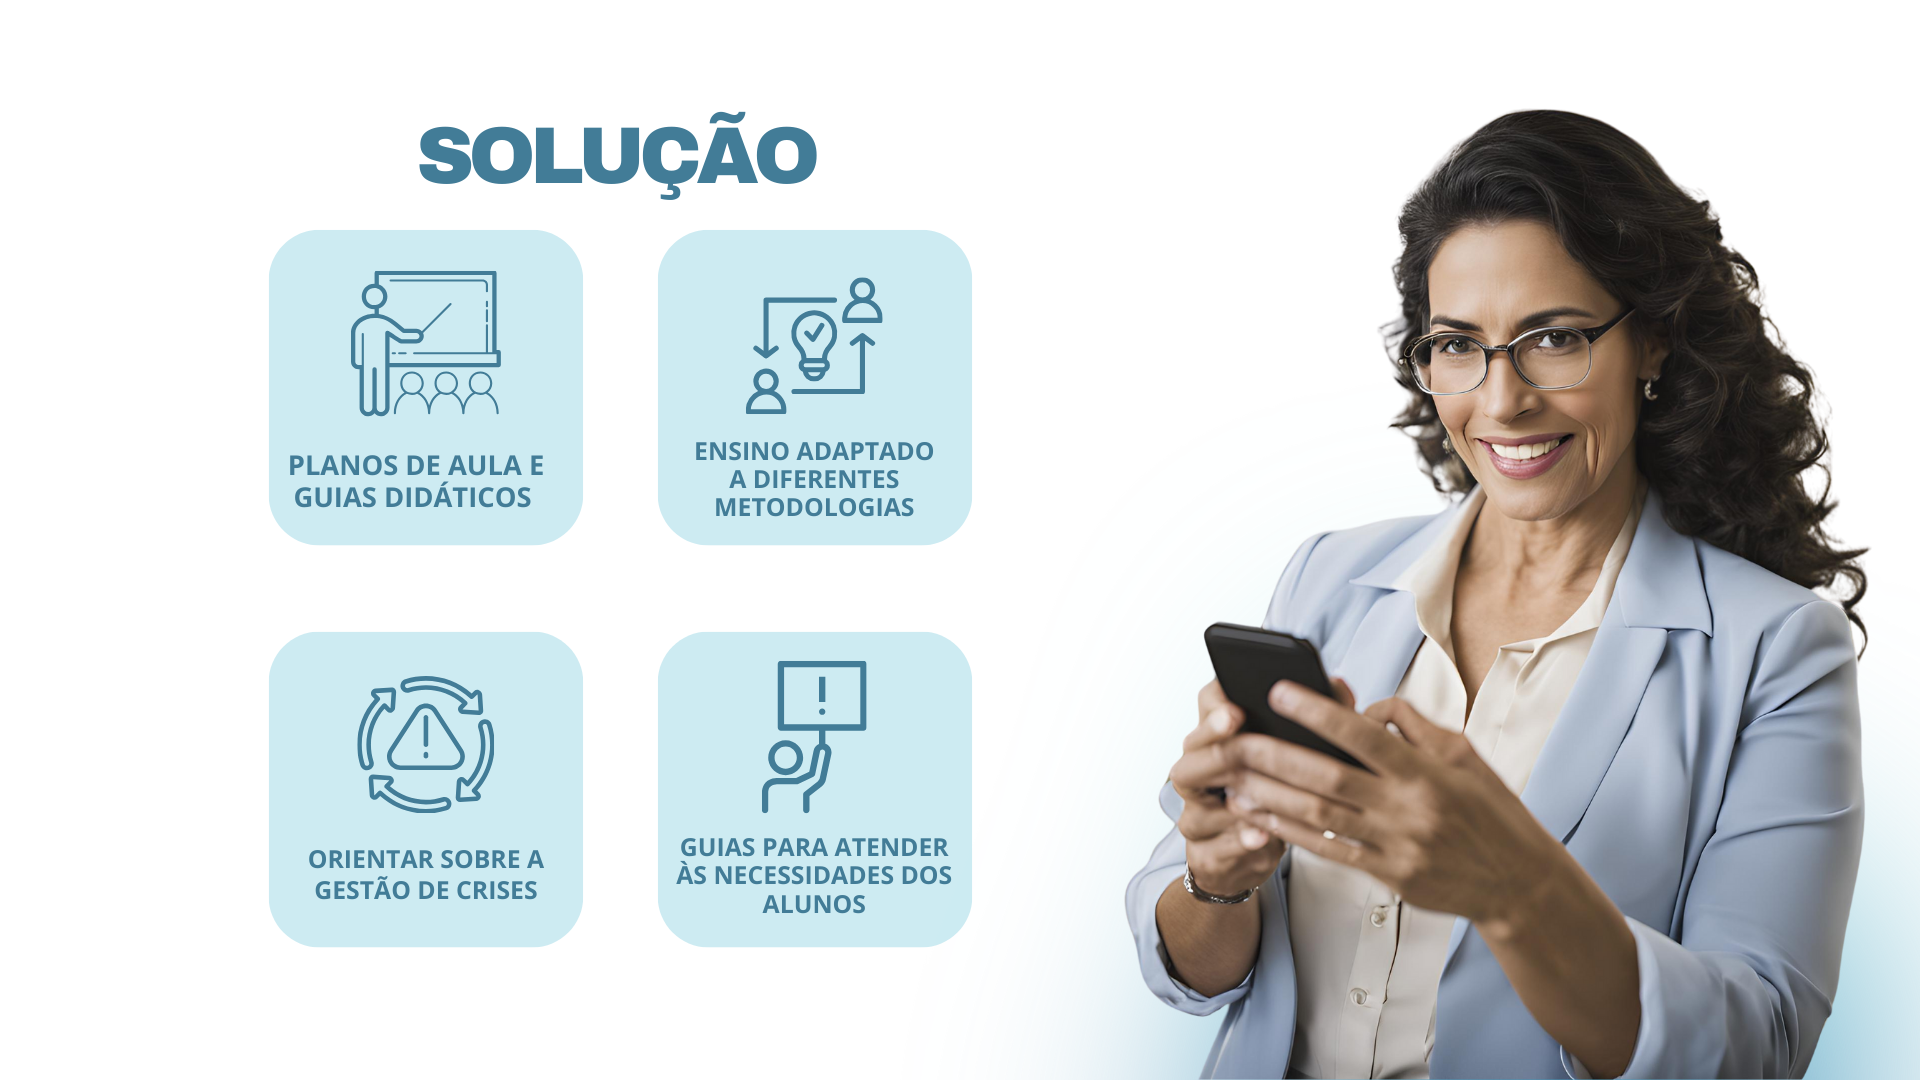 SOLUÇÃO
PLANOS DE AULA E
GUIAS DIDÁTICOS
ENSINO ADAPTADO
A DIFERENTES
METODOLOGIAS
ORIENTAR SOBRE A
GESTÃO DE CRISES
GUIAS PARA ATENDER
ÀS NECESSIDADES DOS
ALUNOS